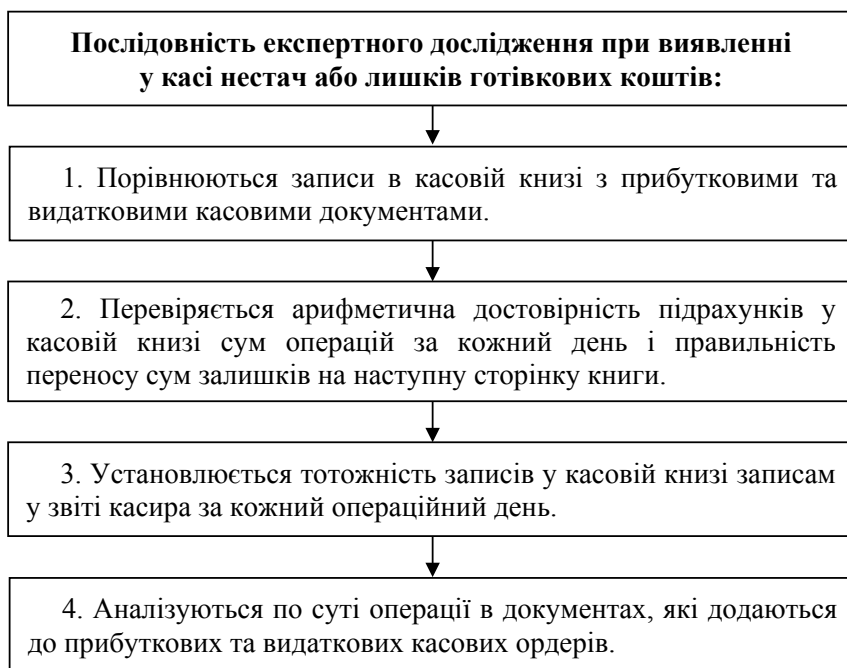 Послідовність експертного дослідження при виявленні
у касі нестач або лишків готівкових коштів:
1. Порівнюються записи в касовій книзі з прибутковими та
видатковими касовими документами.
2. Перевіряється арифметична достовірність підрахунків у
касовій книзі сум операцій за кожний день і правильність
переносу сум залишків на наступну сторінку книги.
3. Установлюється тотожність записів у касовій книзі записам
у звіті касира за кожний операційний день.
4. Аналізуються по суті операції в документах, які додаються
до прибуткових та видаткових касових ордерів.